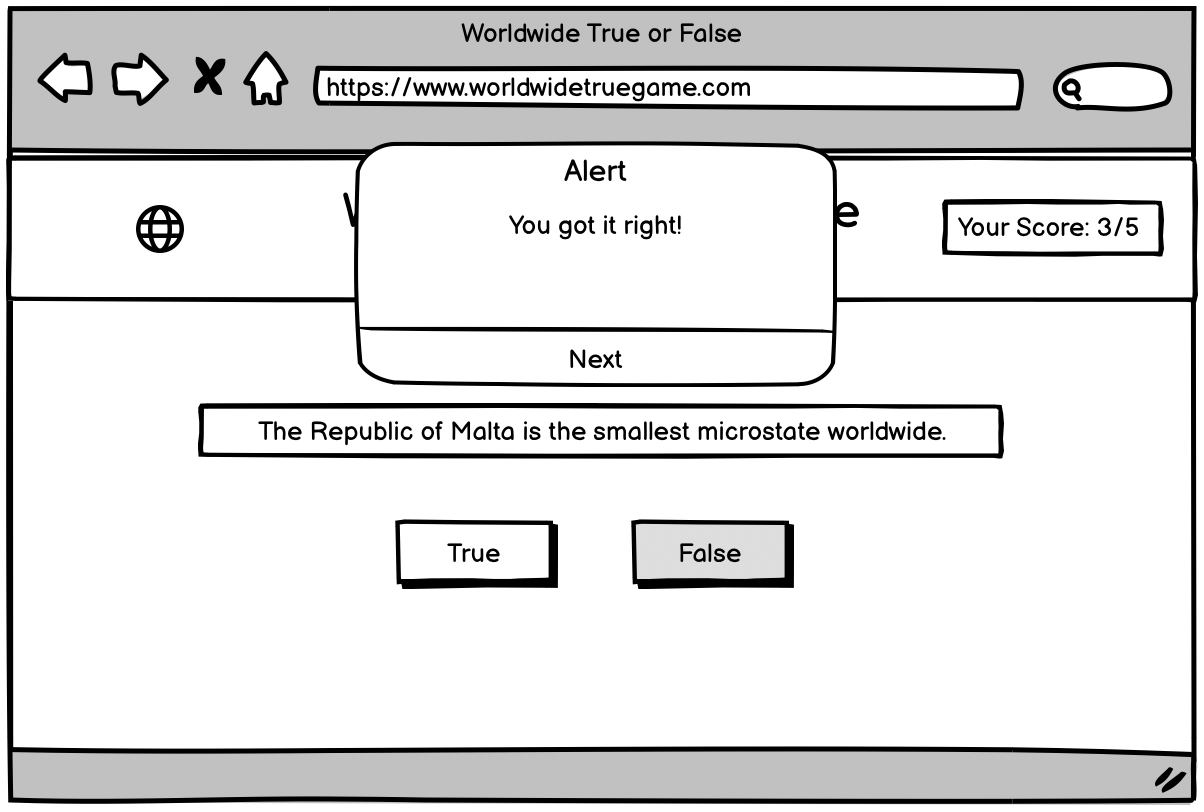 Worldwide True or False
https://www.worldwidetruegame.com
Alert
You got it right!
Your Score: 3/5
Next
The Republic of Malta is the smallest microstate worldwide.
True
False